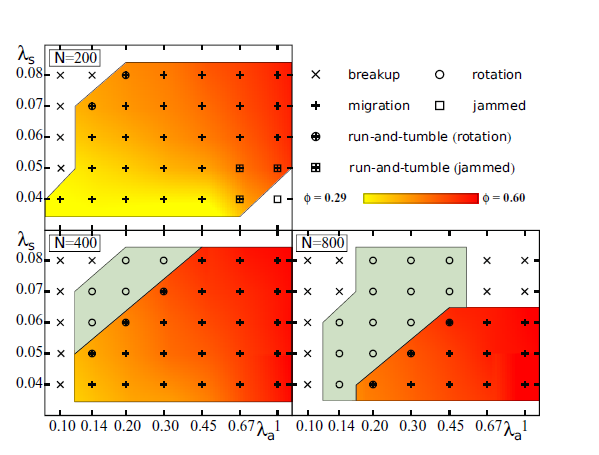 λs N=200
0.08
0.07
0.06
0.05
0.04
breakup rotation
migration jammed
run-and-tumble (rotation)
run-and-tumble (jammed)
ϕ = 0.29 ϕ = 0.60
λs N=400 N=800
0.08
0.07
0.06
0.05
0.04
0.10 0.14 0.20 0.30 0.45 0.67 λa 1 0.10 0.14 0.20 0.30 0.45 0.67 λa 1